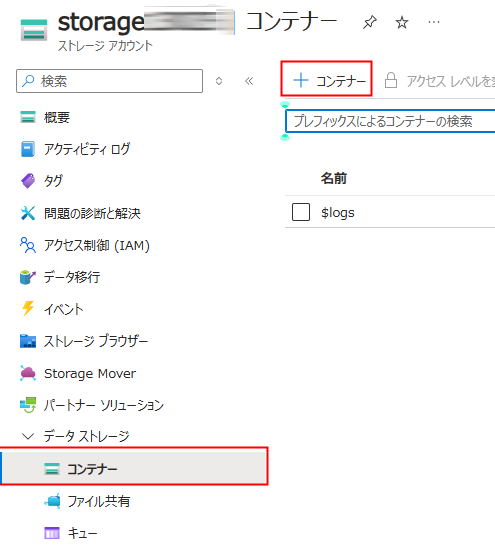 storage コンテナー
ストレージ アカウント
検索
概要
アクティビティ ログ
タグ
問題の診断と解決
アクセス制御 (IAM)
データ移行
イベント
ストレージ ブラウザー
Storage Mover
パートナー ソリューション
データ ストレージ
コンテナー
ファイル共有
キュー
コンテナー
アクセス レベルを
プレフィックスによるコンテナーの検索
名前
$logs